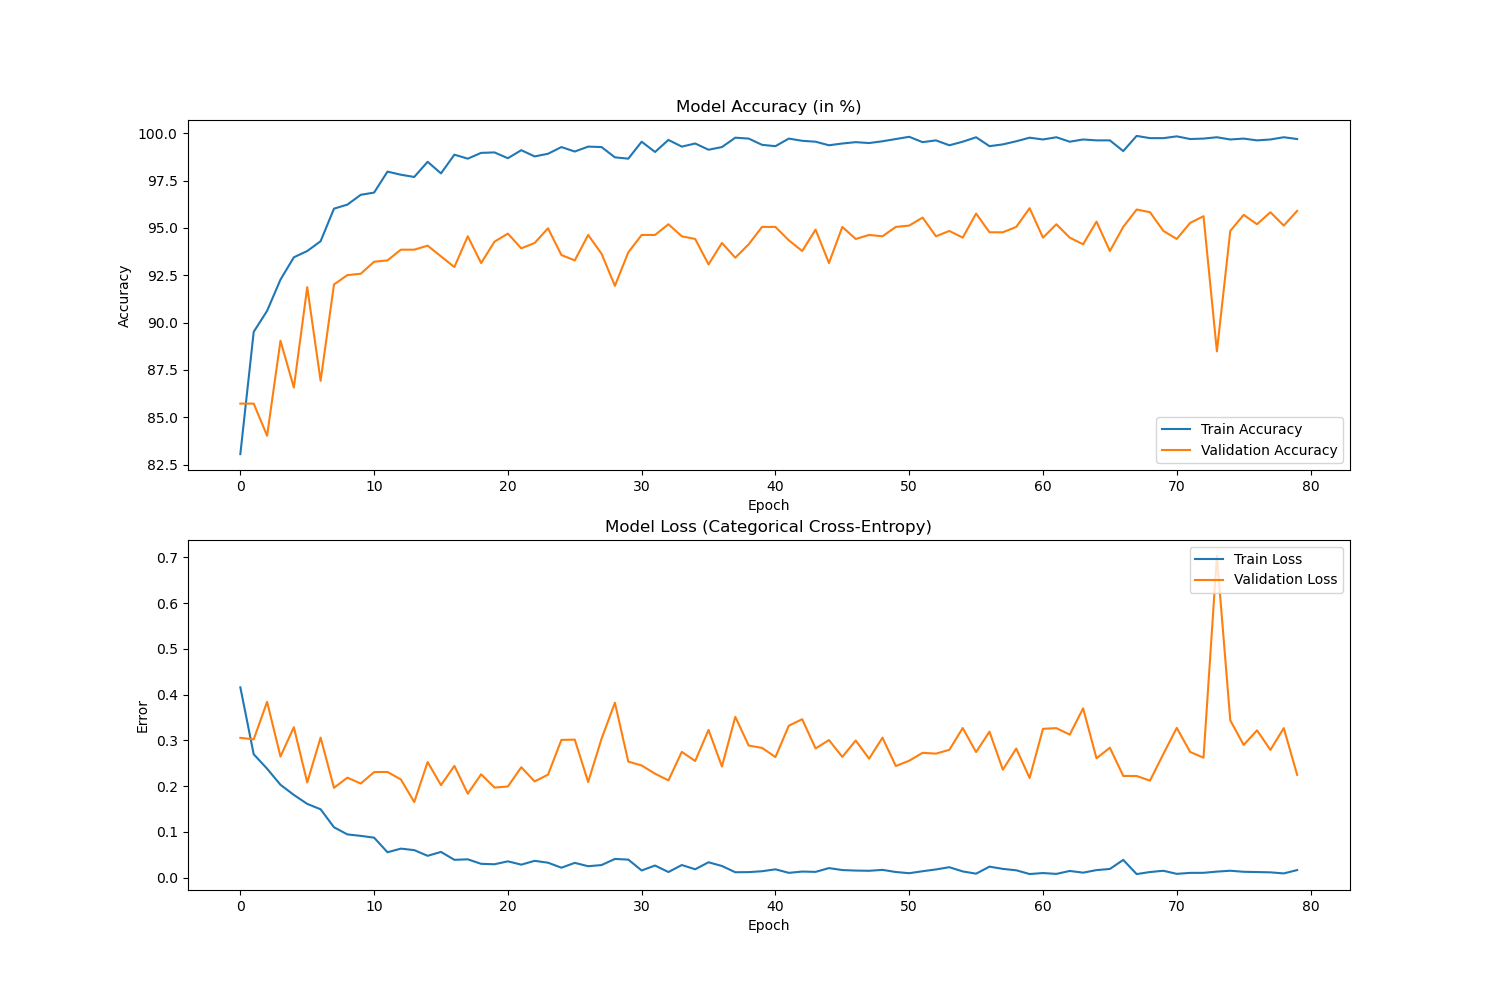 Model Accuracy (in %)
100.0
97.5
95.0
92.5
90.0
87.5
85.0
82.5
Accuracy
Train Accuracy
Validation Accuracy
0 10 20 30 40 50 60 70 80
Epoch
Model Loss (Categorical Cross-Entropy)
0.7
0.6
0.5
0.4
0.3
0.2
0.1
0.0
Error
Train Loss
Validation Loss
0 10 20 30 40 50 60 70 80
Epoch